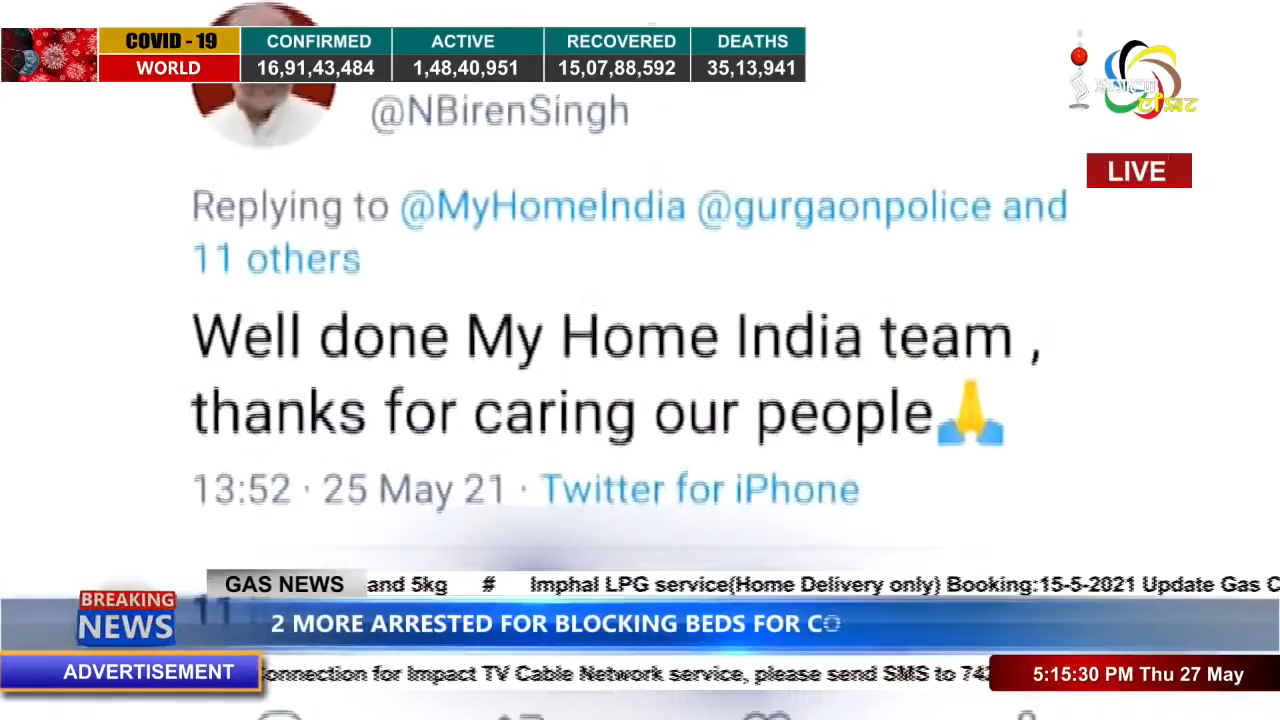 COVID - 19
WORLD
CONFIRMED ACTIVE RECOVERED DEATHS
16,91,43,484 1,48,40,951 15,07,88,592 35,13,941
@NBirenSingh
LIVE
Replying to @MyHomeIndia @gurgaonpolice and
11 others
Well done My Home India team ,
thanks for caring our people🙏
13:52 · 25 May 21 · Twitter for iPhone
GAS NEWS and 5kg # Imphal LPG service(Home Delivery only) Booking:15-5-2021 Update Gas C
BREAKING
NEWS
2 MORE ARRESTED FOR BLOCKING BEDS FOR CO
ADVERTISEMENT onnection for Impact TV Cable Network service, please send SMS to 742
5:15:30 PM Thu 27 May